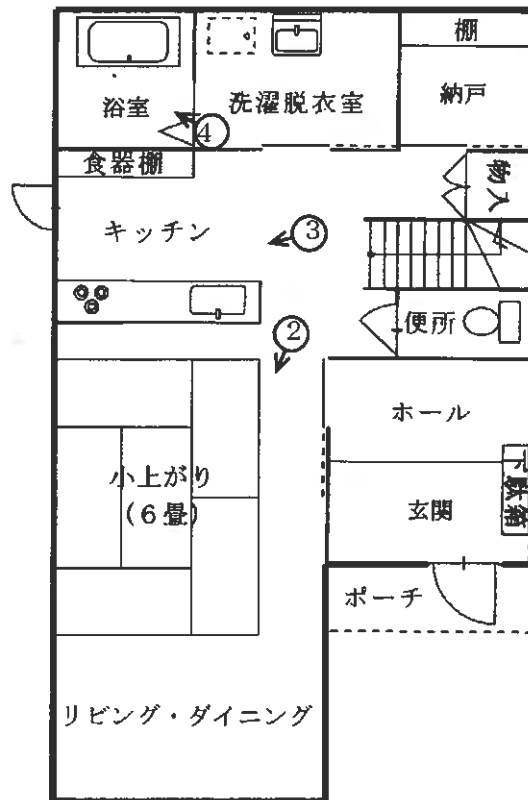 棚
浴室
洗濯脱衣室
納戸
④
食器棚
物入
キッチン
③
②
便所
ホール
小上がり
(6畳)
下駄箱
玄関
ポーチ
リビング・ダイニング